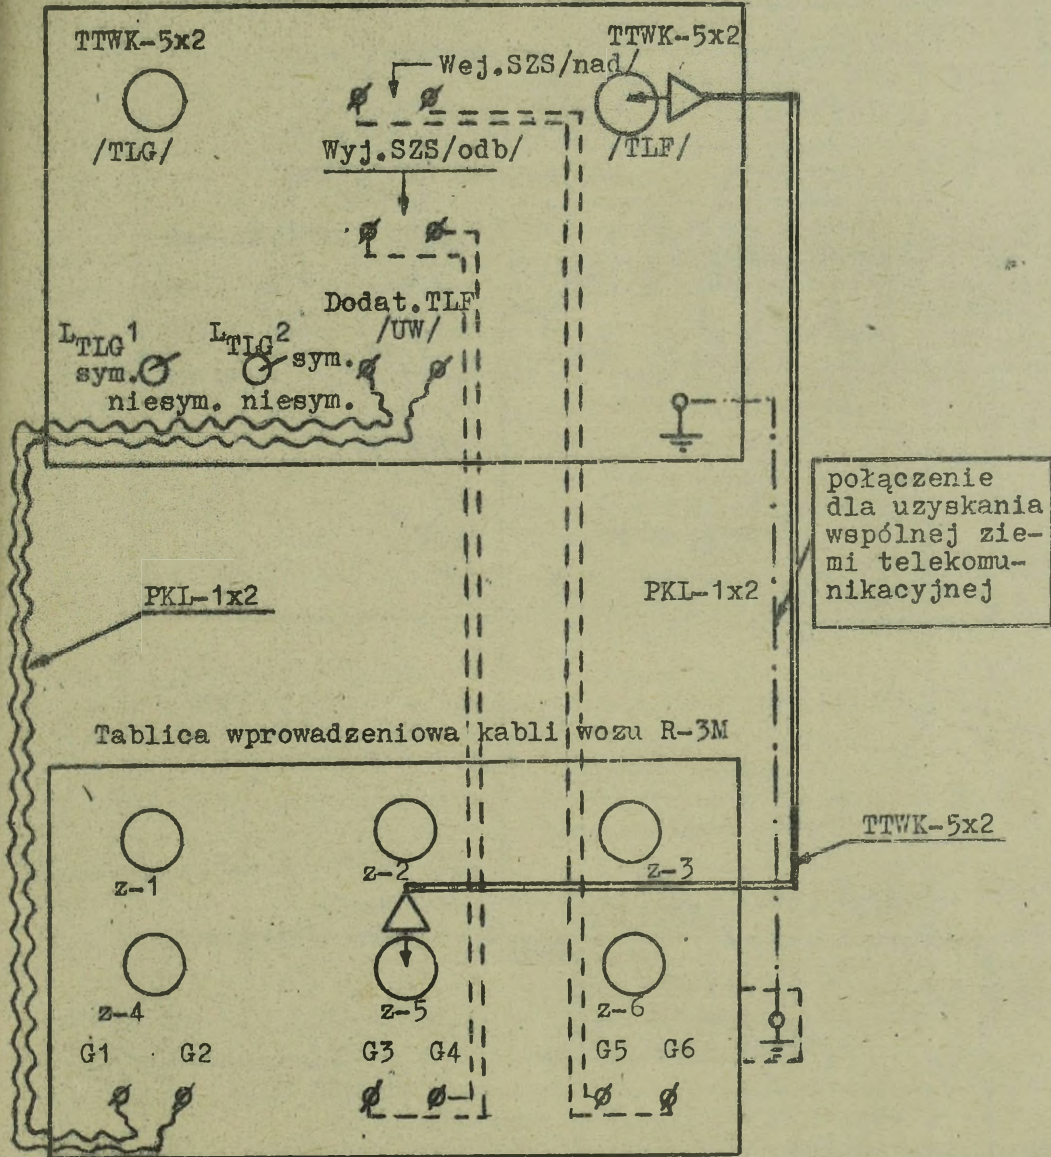 TTWK-5x2
TTWK-5x2
Wej.SZS/nad/
/TLG/
/TLF/
Wyj.SZS/odb/
Dodat.TLF
/UW/
LTLG1
sym.
niesym.
LTLG2
sym.
niesym.
połączenie
dla uzyskania
wspólnej zie-
mi telekomu-
nikacyjnej
PKL-1x2
PKL-1x2
Tablica wprowadzeniowa kabli wozu R-3M
TTWK-5x2
z-1
z-2
z-3
z-4
z-5
z-6
G1
G2
G3
G4
G5
G6